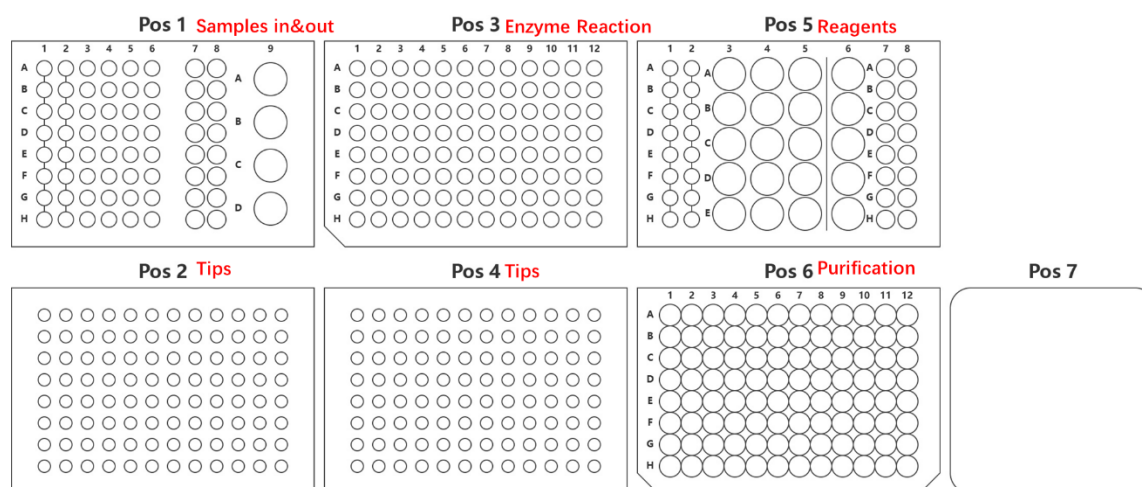 Pos 1 Samples in&out
1 2 3 4 5 6 7 8 9
A
B
C
D
E
F
G
H
A
B
C
D
Pos 3 Enzyme Reaction
1 2 3 4 5 6 7 8 9 10 11 12
A
B
C
D
E
F
G
H
Pos 5 Reagents
1 2 3 4 5 6 7 8
A
B
C
D
E
F
G
H
A
B
C
D
E
A
B
C
D
E
F
G
H
Pos 2 Tips
Pos 4 Tips
Pos 6 Purification
1 2 3 4 5 6 7 8 9 10 11 12
A
B
C
D
E
F
G
H
Pos 7